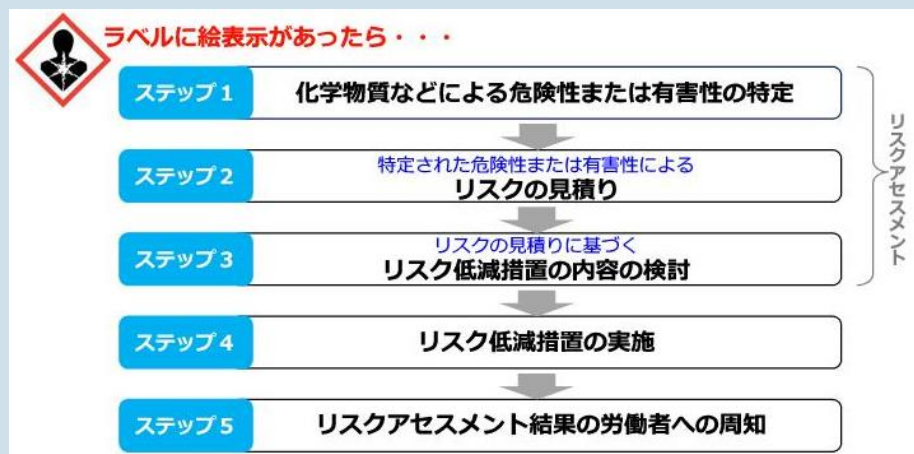 ラベルに絵表示があったら・・・
ステップ1
化学物質などによる危険性または有害性の特定
ステップ2
特定された危険性または有害性による
リスクの見積り
ステップ3
リスクの見積りに基づく
リスク低減措置の内容の検討
ステップ4
リスク低減措置の実施
ステップ5
リスクアセスメント結果の労働者への周知
リスクアセスメント